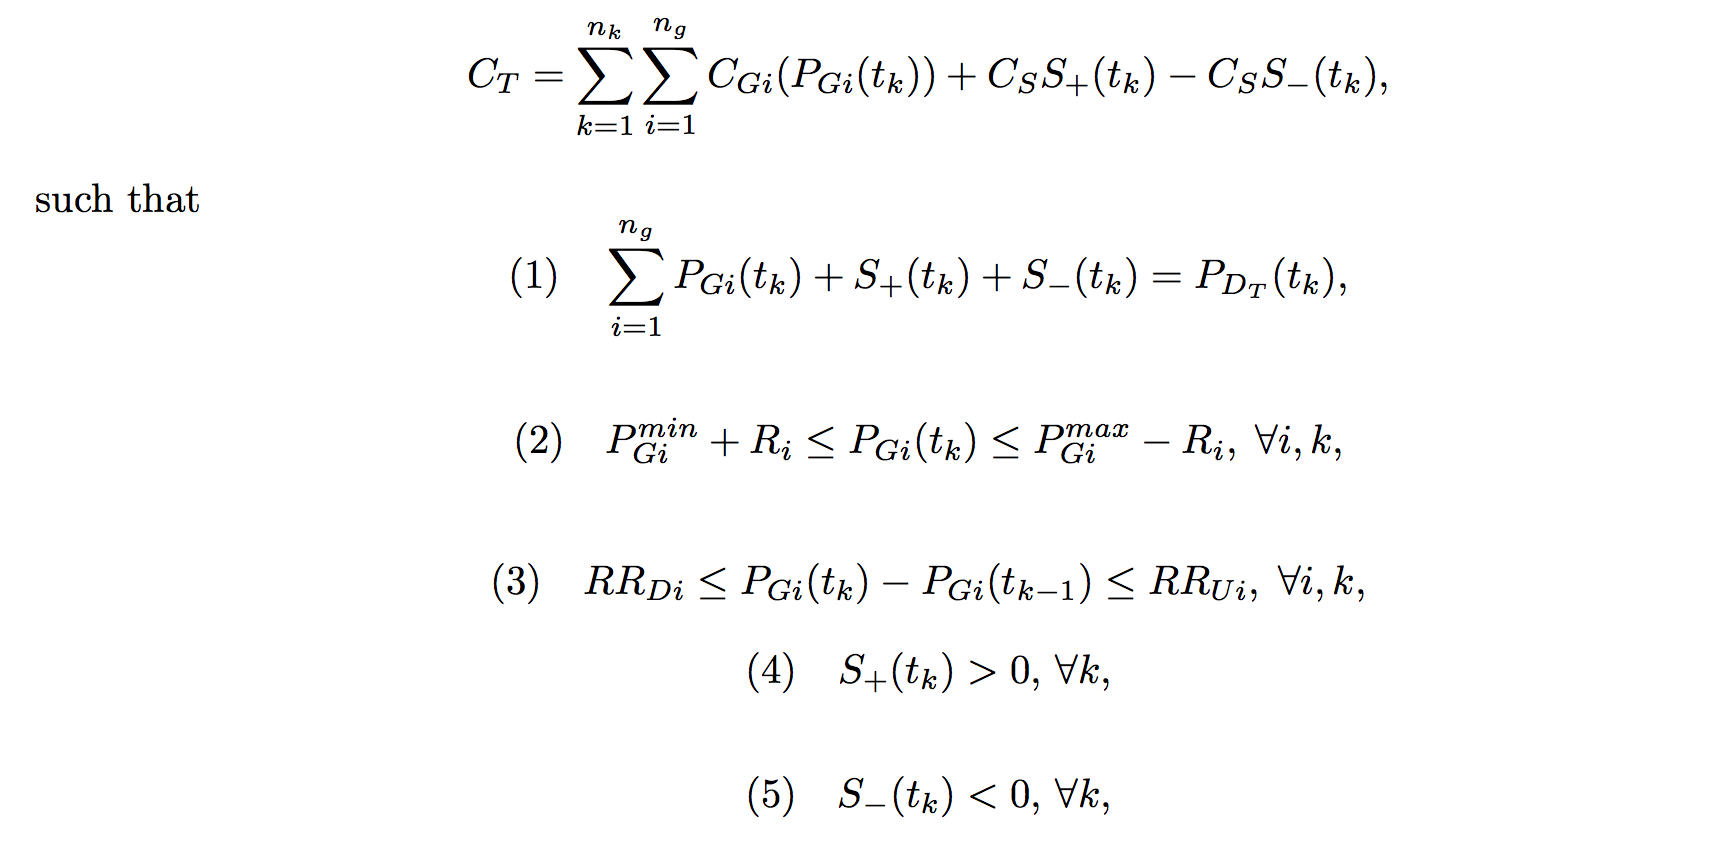 $C_T = \sum_{k=1}^{n_k} \sum_{i=1}^{n_g} C_{Gi}(P_{Gi}(t_k)) + C_S S_+(t_k) - C_S S_-(t_k),$
such that
(1) $\sum_{i=1}^{n_g} P_{Gi}(t_k) + S_+(t_k) + S_-(t_k) = P_{D_T}(t_k),$
(2) $P_{Gi}^{min} + R_i \leq P_{Gi}(t_k) \leq P_{Gi}^{max} - R_i, \ \forall i, k,$
(3) $RR_{Di} \leq P_{Gi}(t_k) - P_{Gi}(t_{k-1}) \leq RR_{Ui}, \ \forall i, k,$
(4) $S_+(t_k) > 0, \ \forall k,$
(5) $S_-(t_k) < 0, \ \forall k,$